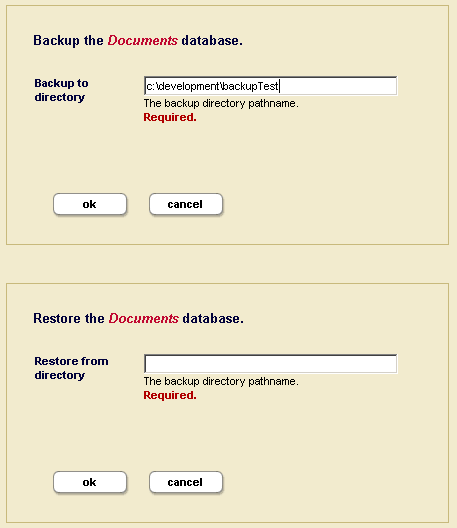 Backup the Documents database.
Backup to
directory
c:\development\backupTest
The backup directory pathname.
Required.
ok
cancel
Restore the Documents database.
Restore from
directory
The backup directory pathname.
Required.
ok
cancel